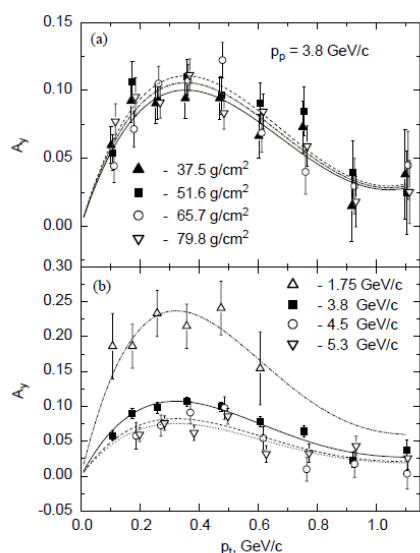 (a)
p_p = 3.8 GeV/c
0.15
0.10
0.05
0.00
A_y
- 37.5 g/cm²
- 51.6 g/cm²
- 65.7 g/cm²
- 79.8 g/cm²
0.30
(b)
0.25
0.20
0.15
0.10
0.05
0.00
-0.05
A_y
- 1.75 GeV/c
- 3.8 GeV/c
- 4.5 GeV/c
- 5.3 GeV/c
0.0 0.2 0.4 0.6 0.8 1.0
p_t, GeV/c